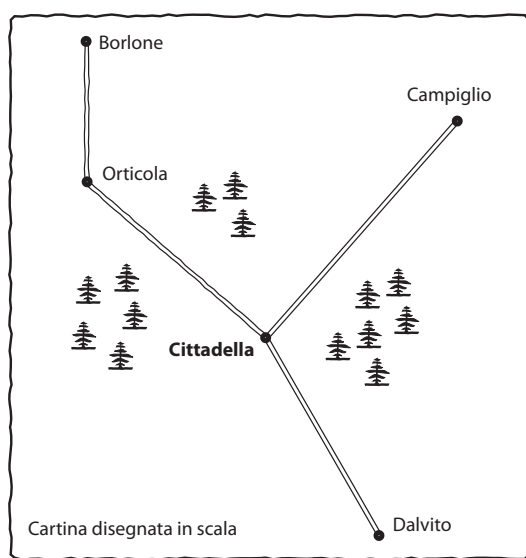 Borlone
Campiglio
Orticola
Cittadella
Dalvito
Cartina disegnata in scala